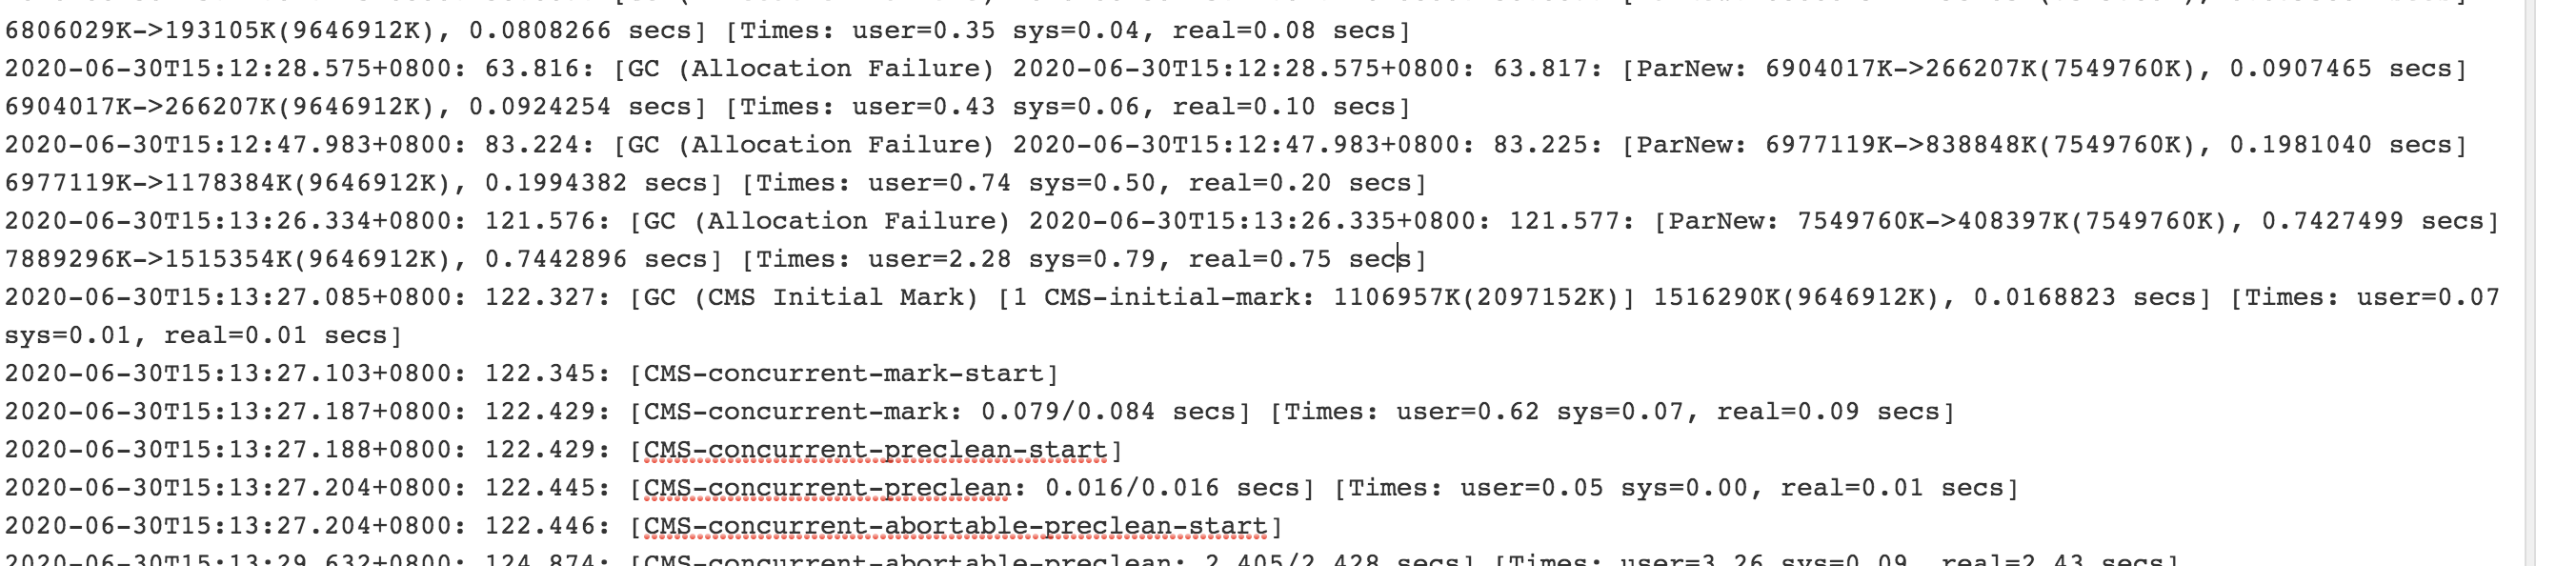 6806029K->193105K(9646912K), 0.0808266 secs] [Times: user=0.35 sys=0.04, real=0.08 secs]
2020-06-30T15:12:28.575+0800: 63.816: [GC (Allocation Failure) 2020-06-30T15:12:28.575+0800: 63.817: [ParNew: 6904017K->266207K(7549760K), 0.0907465 secs]
6904017K->266207K(9646912K), 0.0924254 secs] [Times: user=0.43 sys=0.06, real=0.10 secs]
2020-06-30T15:12:47.983+0800: 83.224: [GC (Allocation Failure) 2020-06-30T15:12:47.983+0800: 83.225: [ParNew: 6977119K->838848K(7549760K), 0.1981040 secs]
6977119K->1178384K(9646912K), 0.1994382 secs] [Times: user=0.74 sys=0.50, real=0.20 secs]
2020-06-30T15:13:26.334+0800: 121.576: [GC (Allocation Failure) 2020-06-30T15:13:26.335+0800: 121.577: [ParNew: 7549760K->408397K(7549760K), 0.7427499 secs]
7889296K->1515354K(9646912K), 0.7442896 secs] [Times: user=2.28 sys=0.79, real=0.75 secs]
2020-06-30T15:13:27.085+0800: 122.327: [GC (CMS Initial Mark) [1 CMS-initial-mark: 1106957K(2097152K)] 1516290K(9646912K), 0.0168823 secs] [Times: user=0.07
sys=0.01, real=0.01 secs]
2020-06-30T15:13:27.103+0800: 122.345: [CMS-concurrent-mark-start]
2020-06-30T15:13:27.187+0800: 122.429: [CMS-concurrent-mark: 0.079/0.084 secs] [Times: user=0.62 sys=0.07, real=0.09 secs]
2020-06-30T15:13:27.188+0800: 122.429: [CMS-concurrent-preclean-start]
2020-06-30T15:13:27.204+0800: 122.445: [CMS-concurrent-preclean: 0.016/0.016 secs] [Times: user=0.05 sys=0.00, real=0.01 secs]
2020-06-30T15:13:27.204+0800: 122.446: [CMS-concurrent-abortable-preclean-start]
2020-06-30T15:13:29.632+0800: 124.874: [CMS-concurrent-abortable-preclean: 2.405/2.428 secs] [Times: user=3.26 sys=0.09, real=2.43 secs]